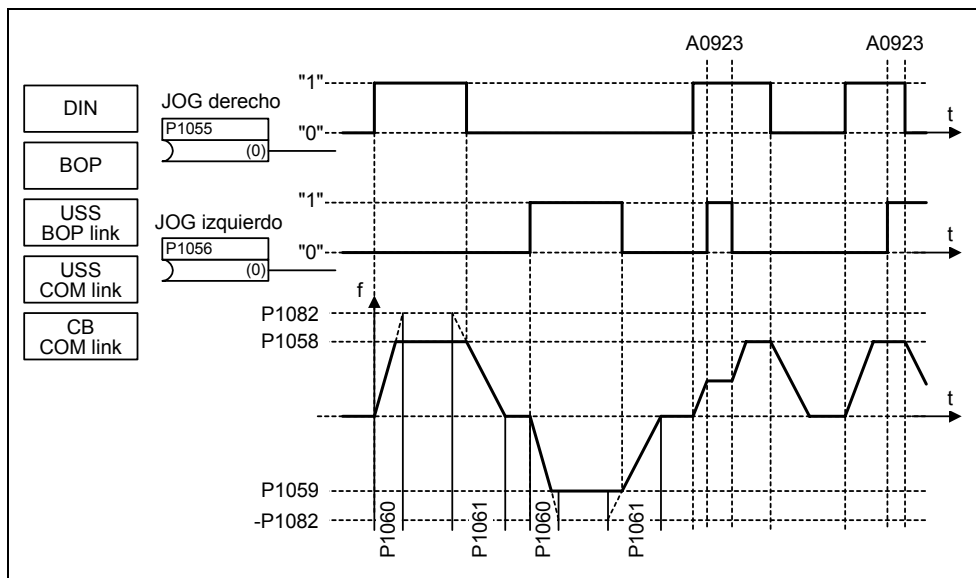 A0923 A0923
DIN
BOP
USS
BOP link
USS
COM link
CB
COM link
JOG derecho
P1055
(0)
"1"
"0"
t
JOG izquierdo
P1056
(0)
"1"
"0"
t
f
P1082
P1058
t
P1059
-P1082
P1060
P1061
P1060
P1061